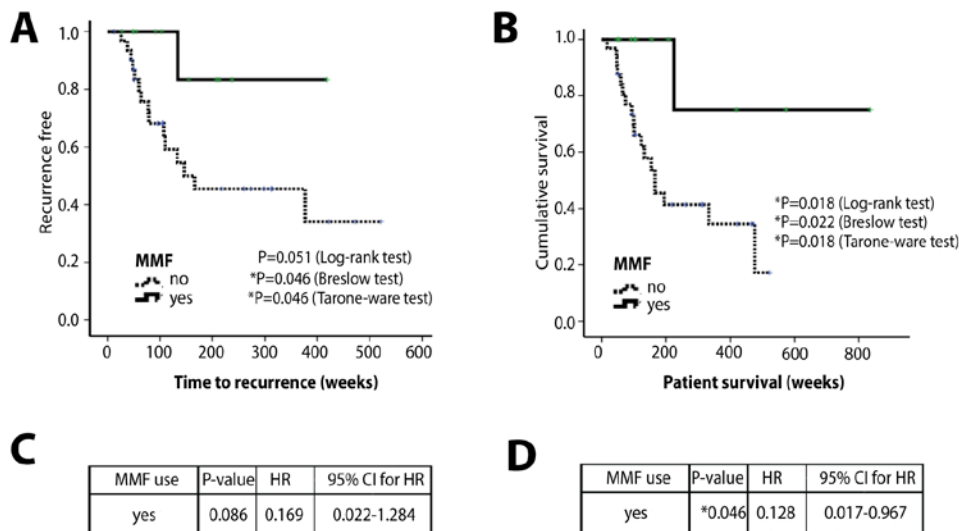 A
Recurrence free
1.0
0.8
0.6
0.4
0.2
0.0
MMF
no
yes
P=0.051 (Log-rank test)
*P=0.046 (Breslow test)
*P=0.046 (Tarone-ware test)
0 100 200 300 400 500 600
Time to recurrence (weeks)
B
Cumulative survival
1.0
0.8
0.6
0.4
0.2
0.0
*P=0.018 (Log-rank test)
*P=0.022 (Breslow test)
*P=0.018 (Tarone-ware test)
MMF
no
yes
0 200 400 600 800
Patient survival (weeks)
C
MMF use P-value HR 95% CI for HR
yes 0.086 0.169 0.022-1.284
D
MMF use P-value HR 95% CI for HR
yes *0.046 0.128 0.017-0.967